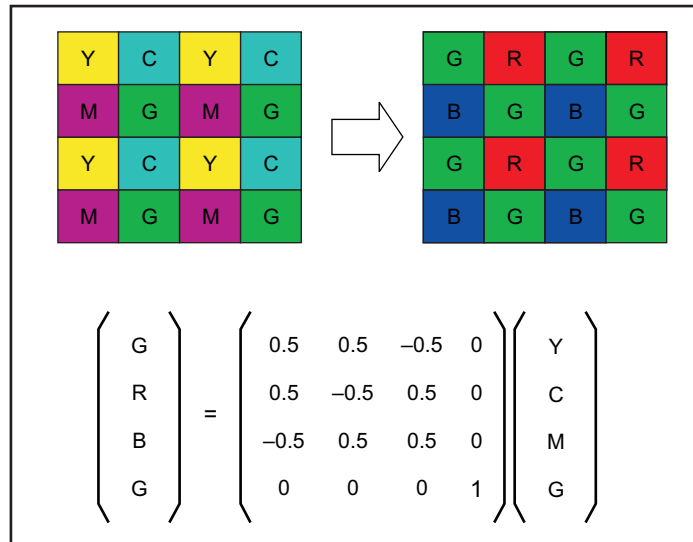 Y C Y C G R G R
M G M G B G B G
Y C Y C G R G R
M G M G B G B G
G 0.5 0.5 –0.5 0 Y
R 0.5 –0.5 0.5 0 C
=
B –0.5 0.5 0.5 0 M
G 0 0 0 1 G